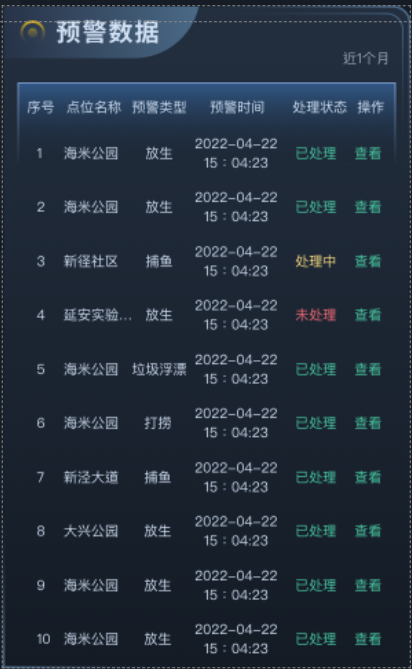 预警数据
近1个月
序号 点位名称 预警类型 预警时间 处理状态 操作
1 海米公园 放生 2022-04-22 15：04:23 已处理 查看
2 海米公园 放生 2022-04-22 15：04:23 已处理 查看
3 新径社区 捕鱼 2022-04-22 15：04:23 处理中 查看
4 延安实验... 放生 2022-04-22 15：04:23 未处理 查看
5 海米公园 垃圾浮漂 2022-04-22 15：04:23 已处理 查看
6 海米公园 打捞 2022-04-22 15：04:23 已处理 查看
7 新泾大道 捕鱼 2022-04-22 15：04:23 已处理 查看
8 大兴公园 放生 2022-04-22 15：04:23 已处理 查看
9 海米公园 放生 2022-04-22 15：04:23 已处理 查看
10 海米公园 放生 2022-04-22 15：04:23 已处理 查看